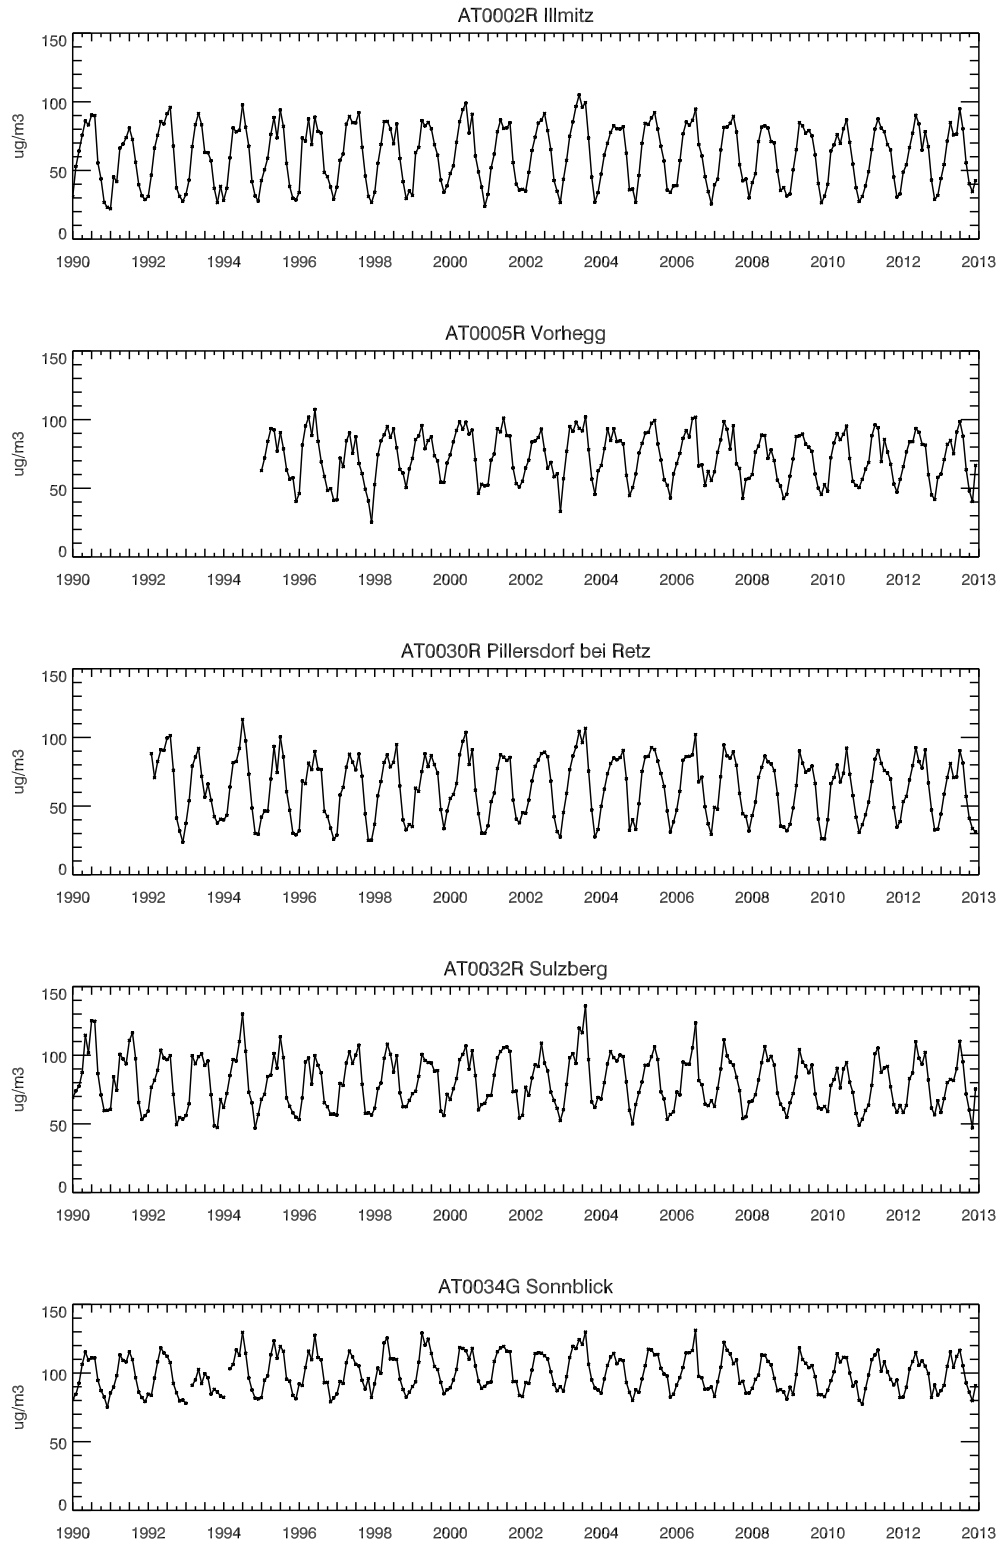 AT0002R Illmitz
150
100
50
0
ug/m3
1990 1992 1994 1996 1998 2000 2002 2004 2006 2008 2010 2012 2013
AT0005R Vorhegg
150
100
50
0
ug/m3
1990 1992 1994 1996 1998 2000 2002 2004 2006 2008 2010 2012 2013
AT0030R Pillersdorf bei Retz
150
100
50
0
ug/m3
1990 1992 1994 1996 1998 2000 2002 2004 2006 2008 2010 2012 2013
AT0032R Sulzberg
150
100
50
0
ug/m3
1990 1992 1994 1996 1998 2000 2002 2004 2006 2008 2010 2012 2013
AT0034G Sonnblick
150
100
50
0
ug/m3
1990 1992 1994 1996 1998 2000 2002 2004 2006 2008 2010 2012 2013